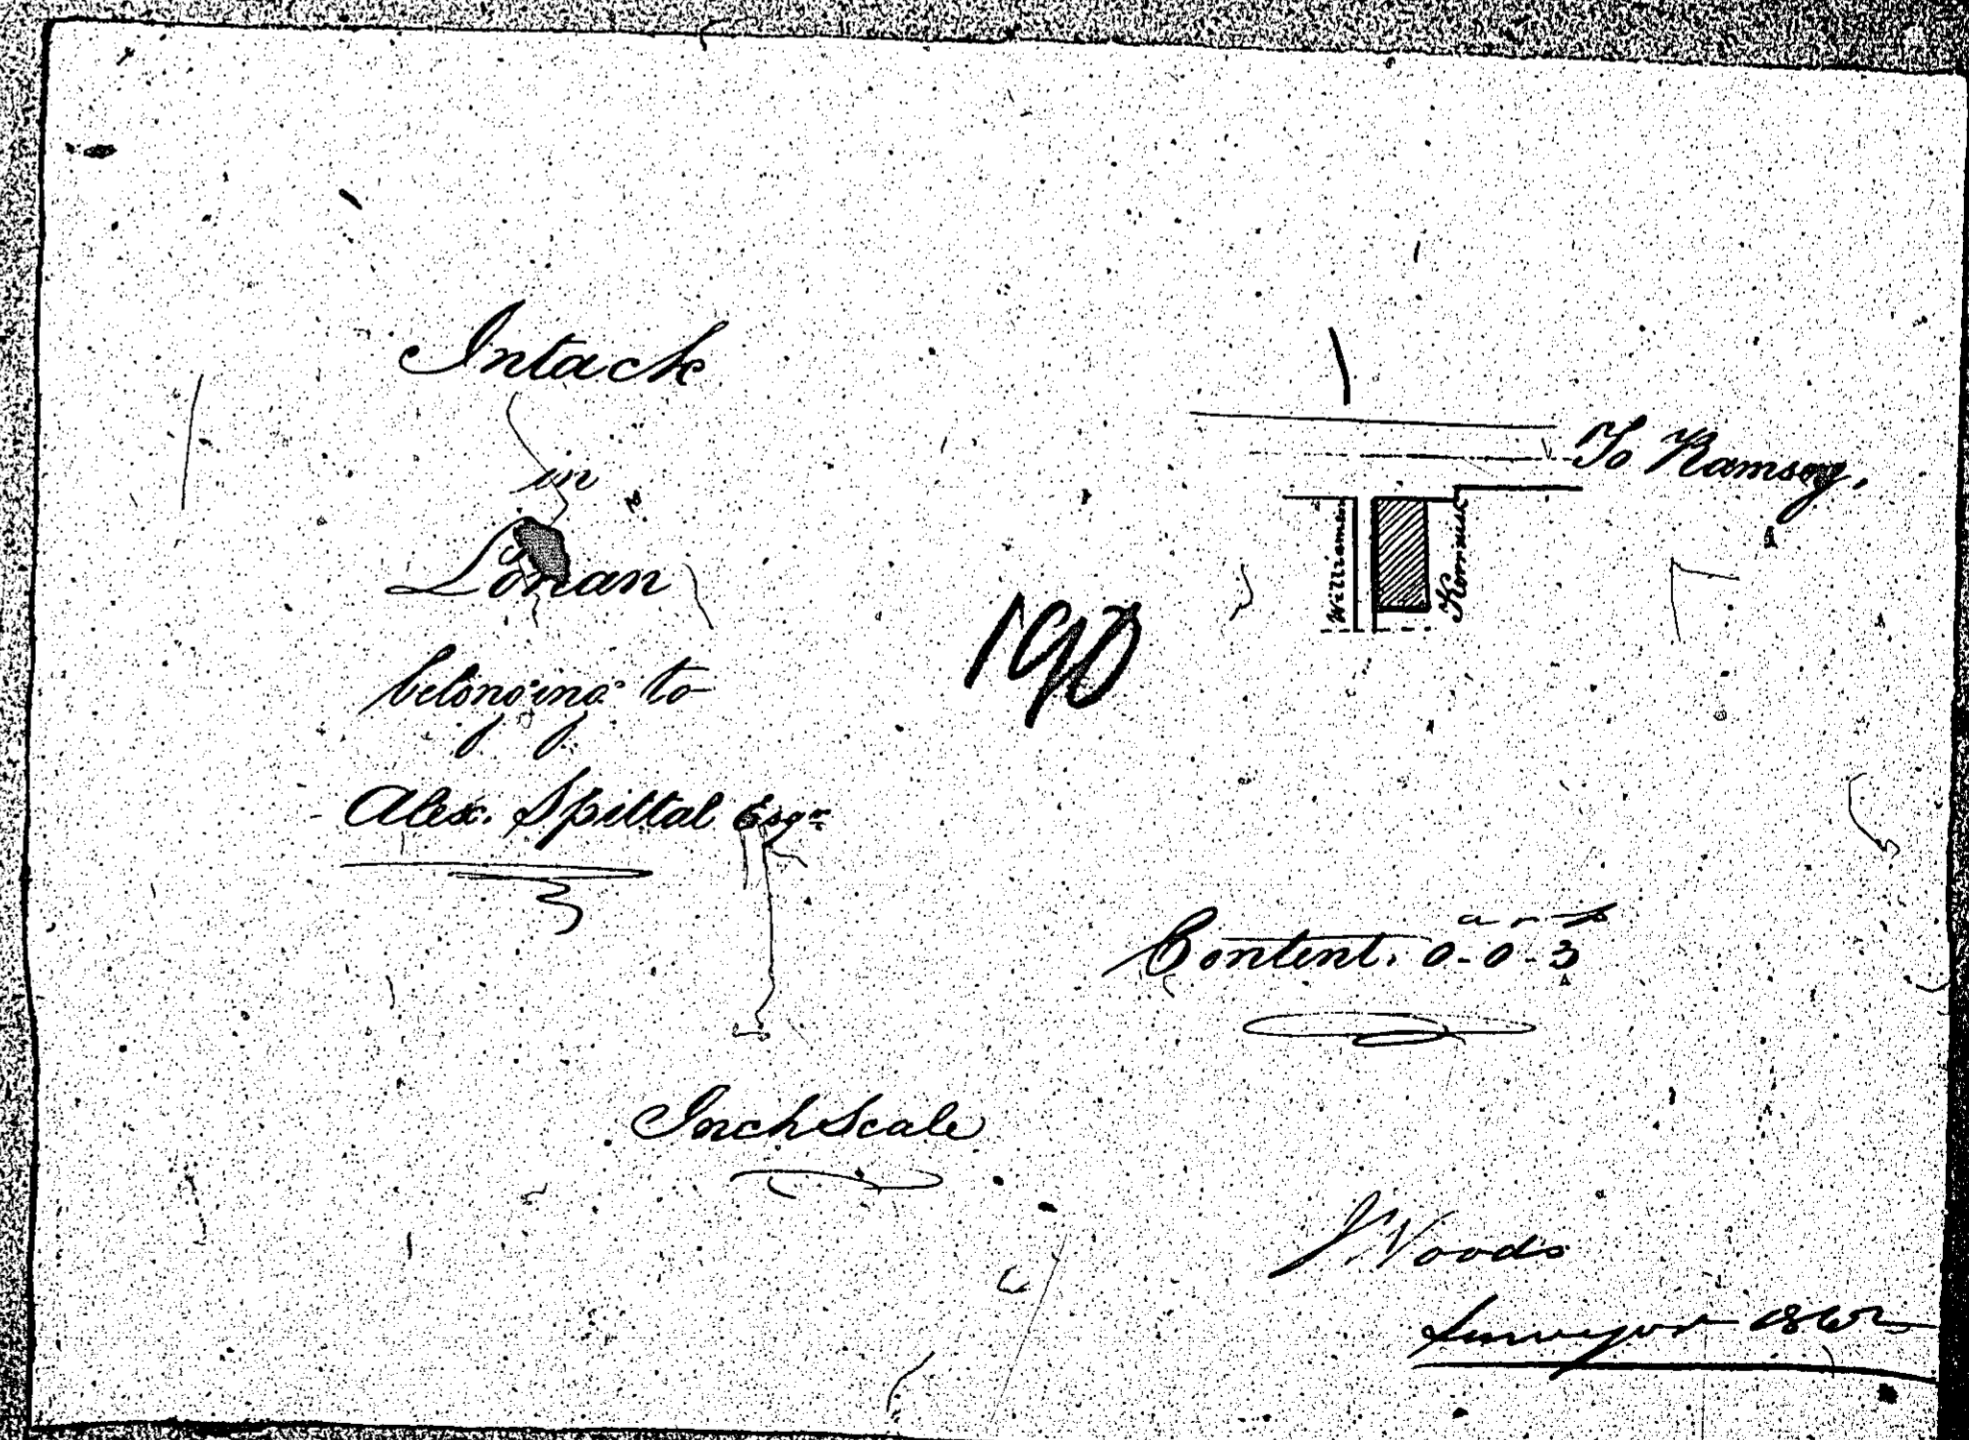 Intack
in
Lonan
belonging to
Alex. Spittal Esqr
190
To Ramsey.
Williamson
Content. a r p
0-0-3
Inch Scale
J. Woods
Surveyor 1862